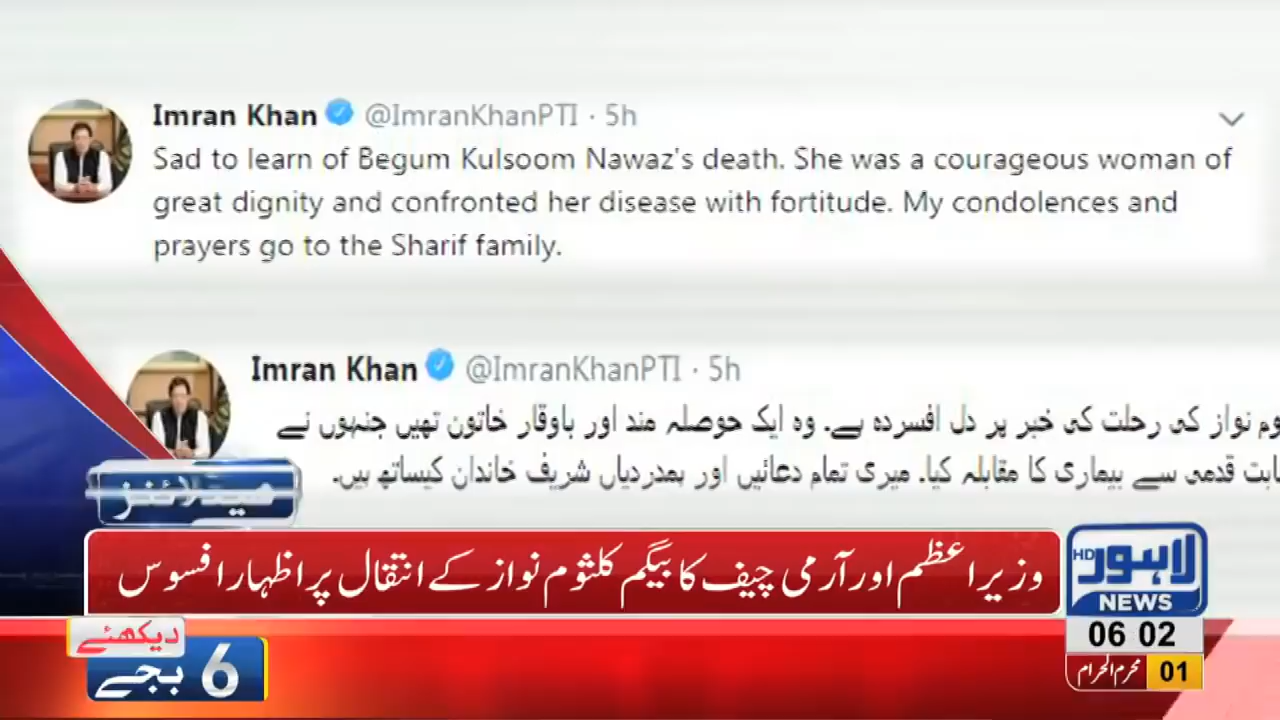 Imran Khan @ImranKhanPTI · 5h
Sad to learn of Begum Kulsoom Nawaz's death. She was a courageous woman of
great dignity and confronted her disease with fortitude. My condolences and
prayers go to the Sharif family.
Imran Khan @ImranKhanPTI · 5h
نواز کی رحلت کی خبر پر دل افسردہ ہے۔ وہ ایک حوصلہ مند اور باوقار خاتون تھیں جنہوں نے
قدمی سے بیماری کا مقابلہ کیا۔ میری تمام دعائیں اور ہمدردیاں شریف خاندان کیساتھ ہیں۔
ہیڈلائنز
وزیراعظم اور آرمی چیف کا بیگم کلثوم نواز کے انتقال پر اظہار افسوس
HD لاہور
NEWS
06 02
01 محرم الحرام
دیکھئے
6 بجے